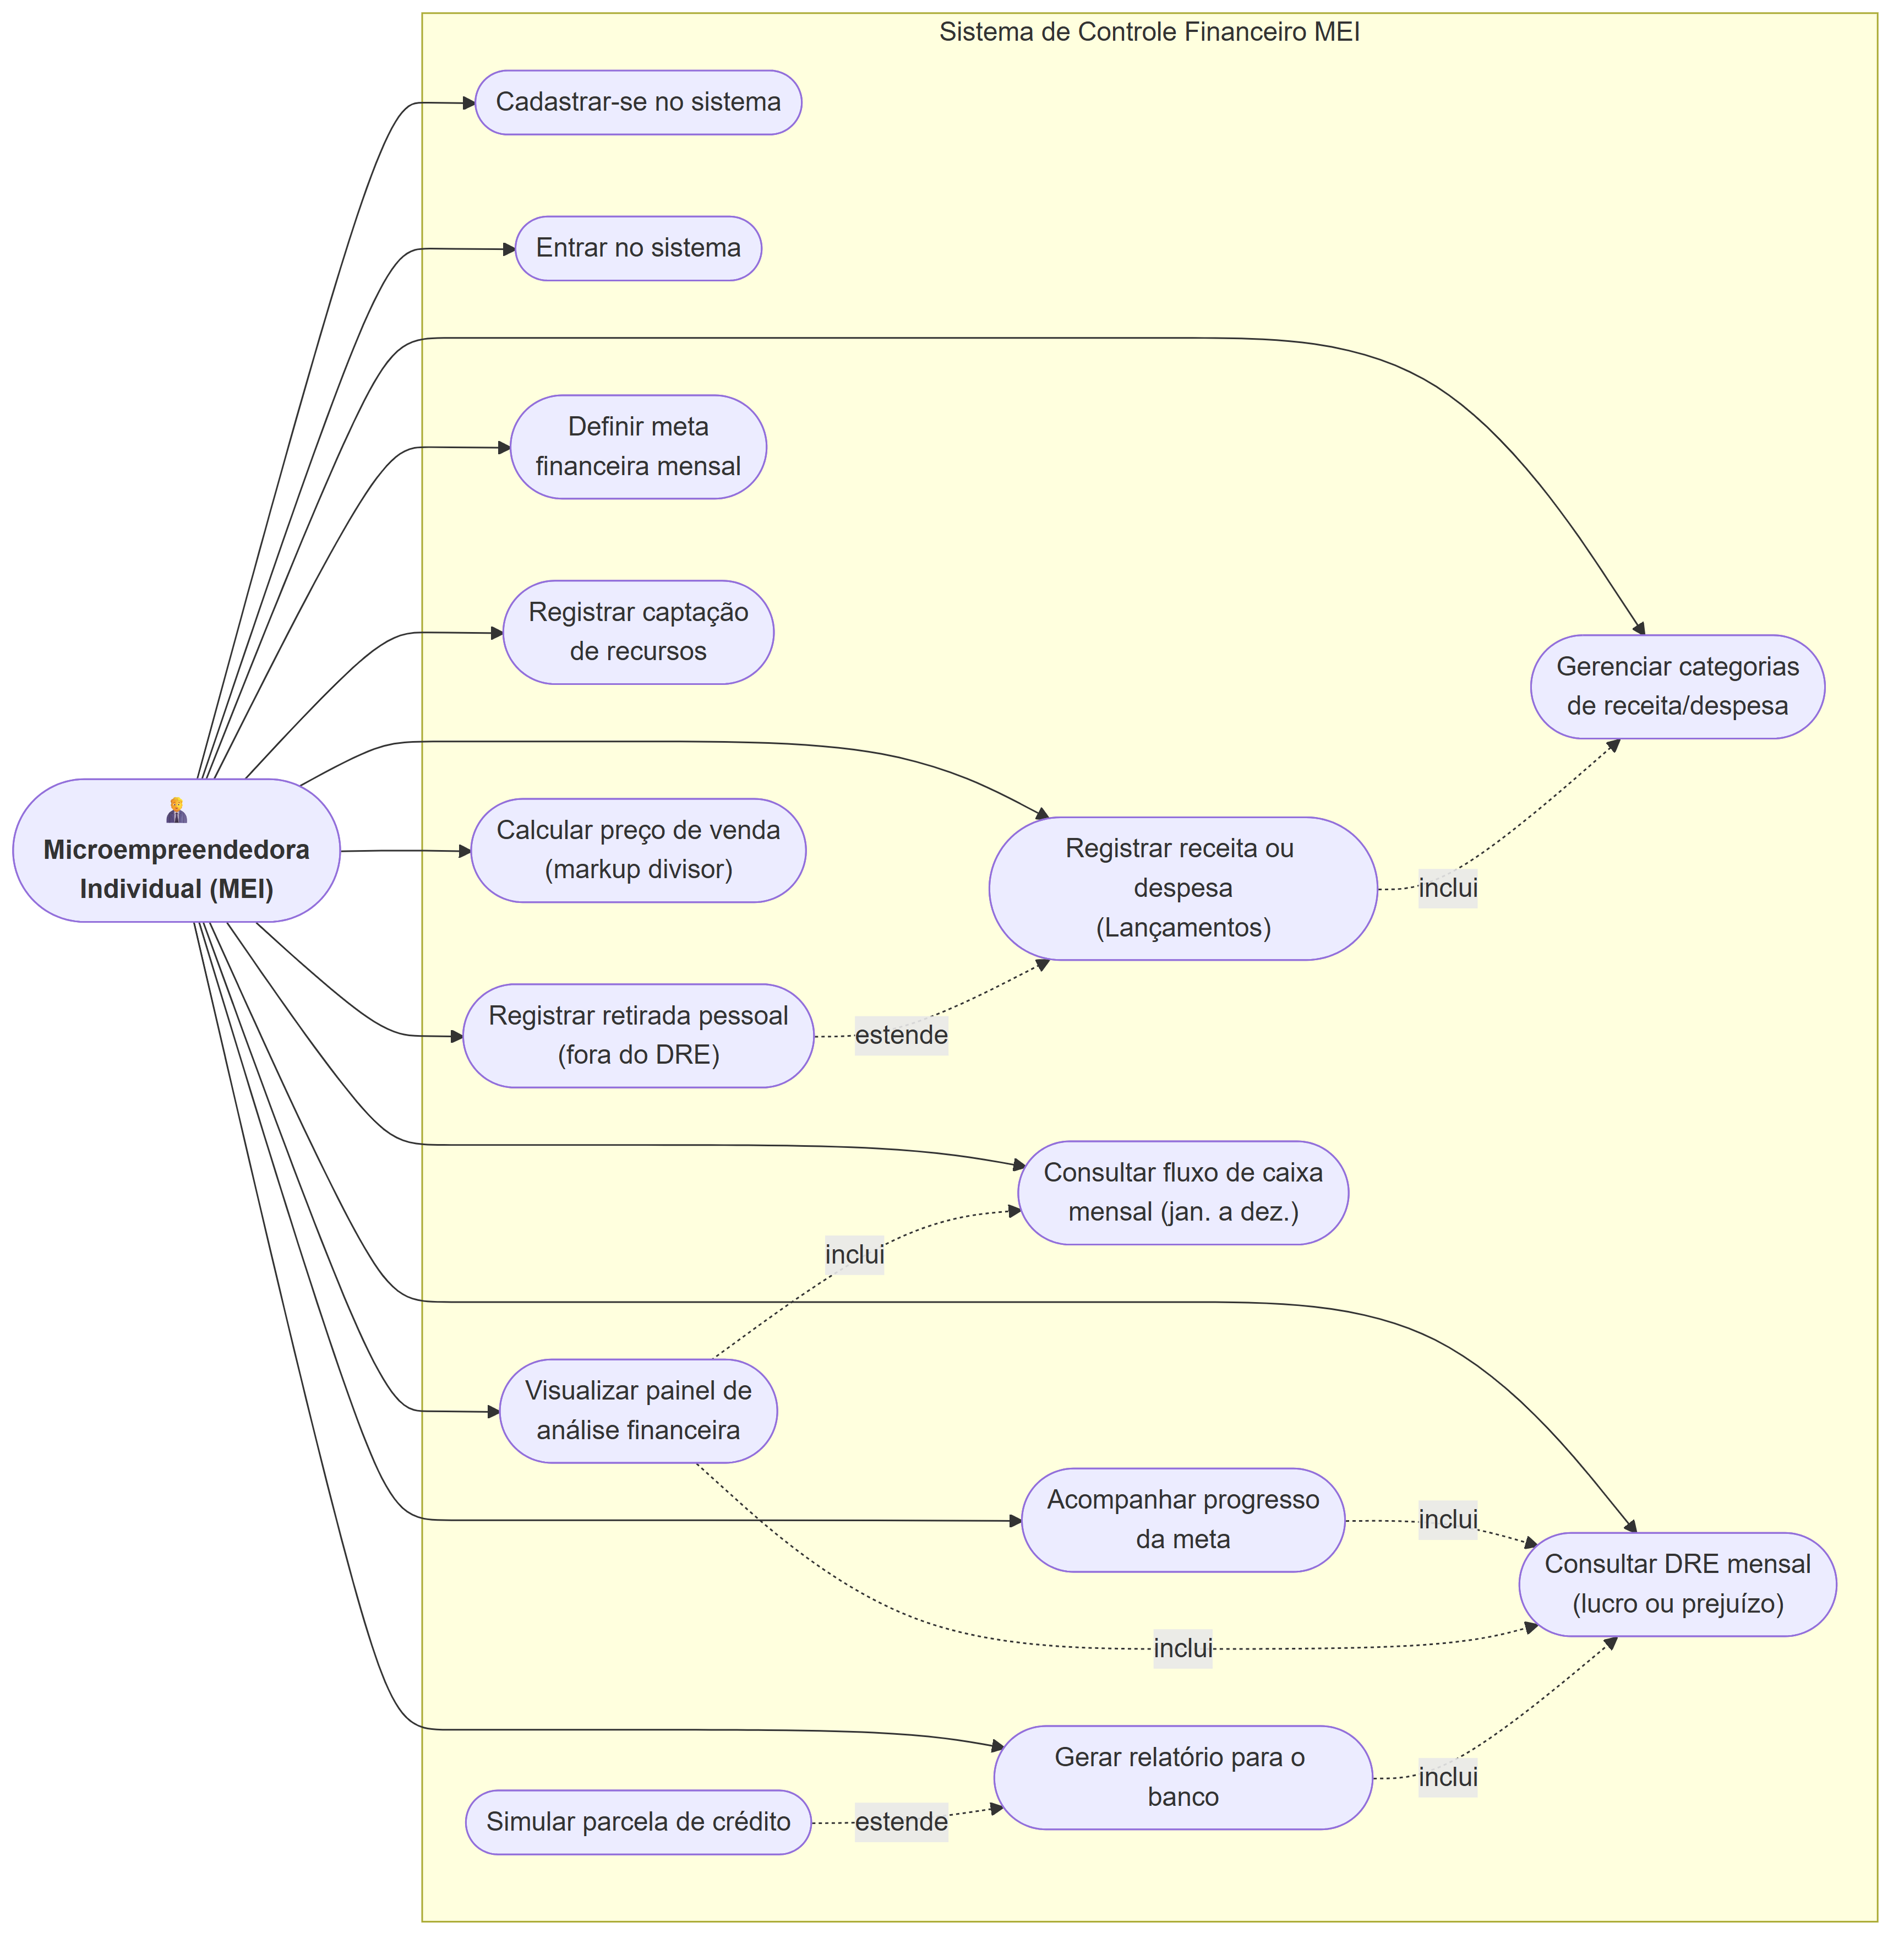 Sistema de Controle Financeiro MEI
Cadastrar-se no sistema
Entrar no sistema
Definir meta
financeira mensal
Registrar captação
de recursos
Gerenciar categorias
de receita/despesa
Microempreendedora
Individual (MEI)
Calcular preço de venda
(markup divisor)
Registrar receita ou
despesa
(Lançamentos)
inclui
Registrar retirada pessoal
(fora do DRE)
estende
Consultar fluxo de caixa
mensal (jan. a dez.)
inclui
Visualizar painel de
análise financeira
Acompanhar progresso
da meta
inclui
Consultar DRE mensal
(lucro ou prejuízo)
inclui
Gerar relatório para o
banco
inclui
Simular parcela de crédito
estende